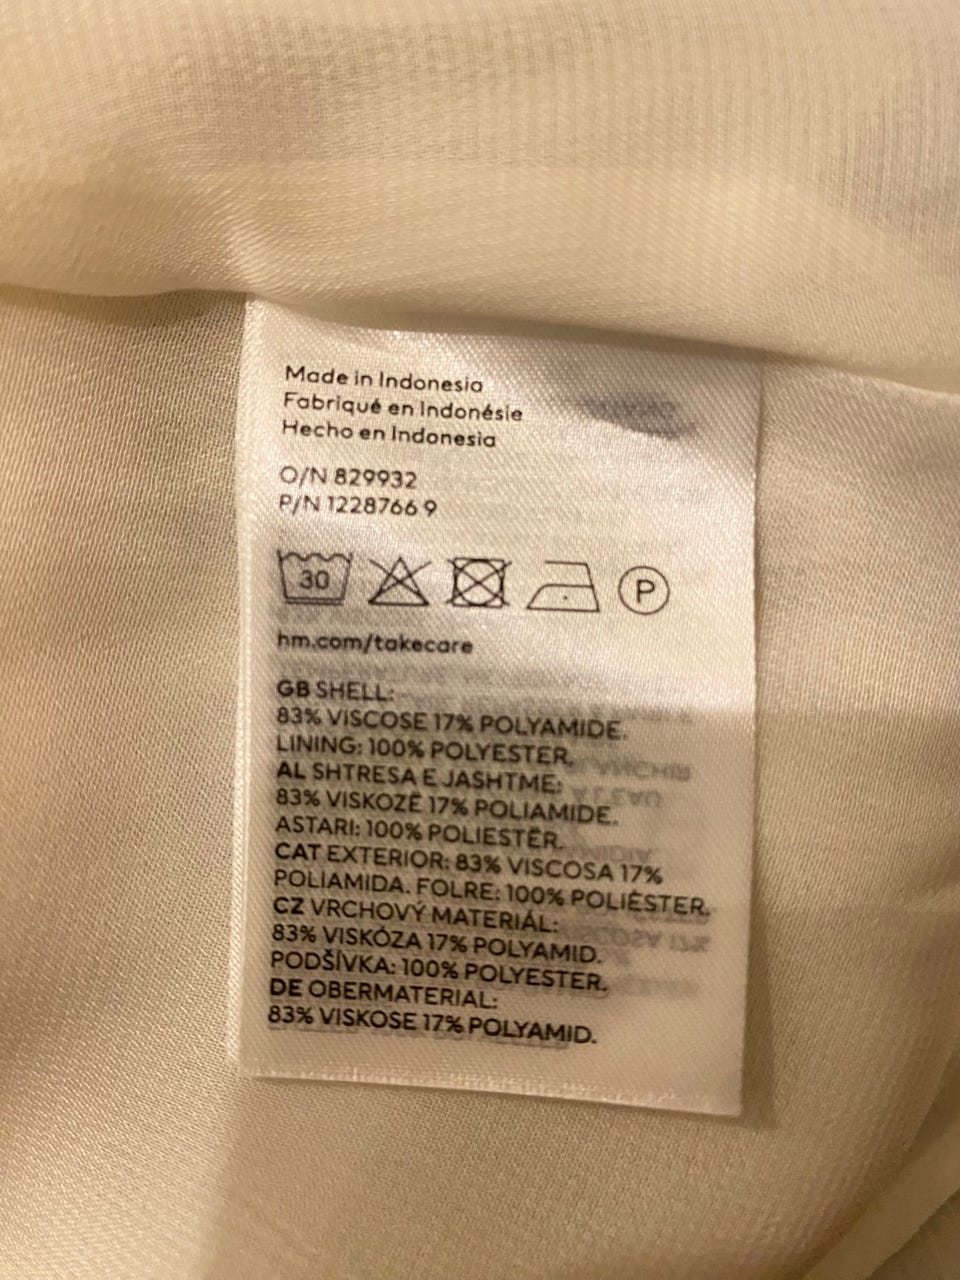 Made in Indonesia
Fabriqué en Indonésie
Hecho en Indonesia
O/N 829932
P/N 1228766 9
30
P
hm.com/takecare
GB SHELL:
83% VISCOSE 17% POLYAMIDE.
LINING: 100% POLYESTER.
AL SHTRESA E JASHTME:
83% VISKOZË 17% POLIAMIDE.
ASTARI: 100% POLIESTËR.
CAT EXTERIOR: 83% VISCOSA 17%
POLIAMIDA. FOLRE: 100% POLIÉSTER.
CZ VRCHOVÝ MATERIÁL:
83% VISKÓZA 17% POLYAMID.
PODŠÍVKA: 100% POLYESTER.
DE OBERMATERIAL:
83% VISKOSE 17% POLYAMID.